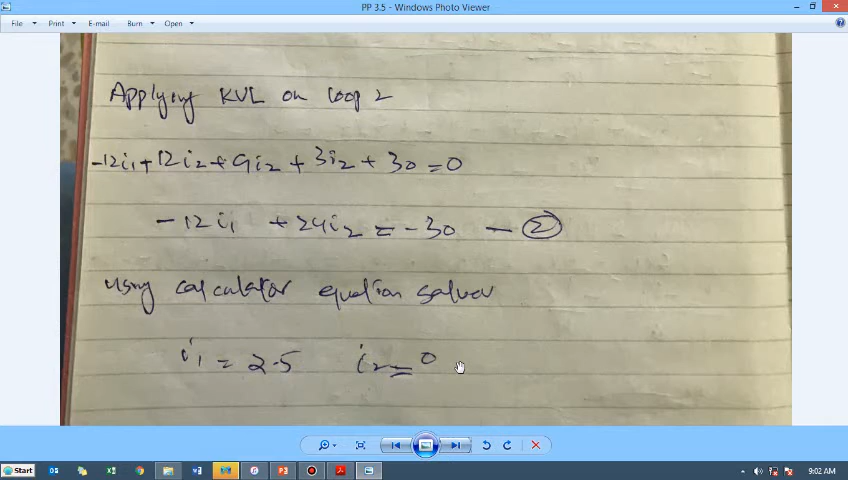 PP 3.5 - Windows Photo Viewer
File Print E-mail Burn Open
Applying KVL on loop 2
-12i1+12i2+9i2+3i2+30=0
-12i1 +24i2=-30 - 2
Using calculator equation solver
i1 = 2.5 i2=0
Start 9:02 AM